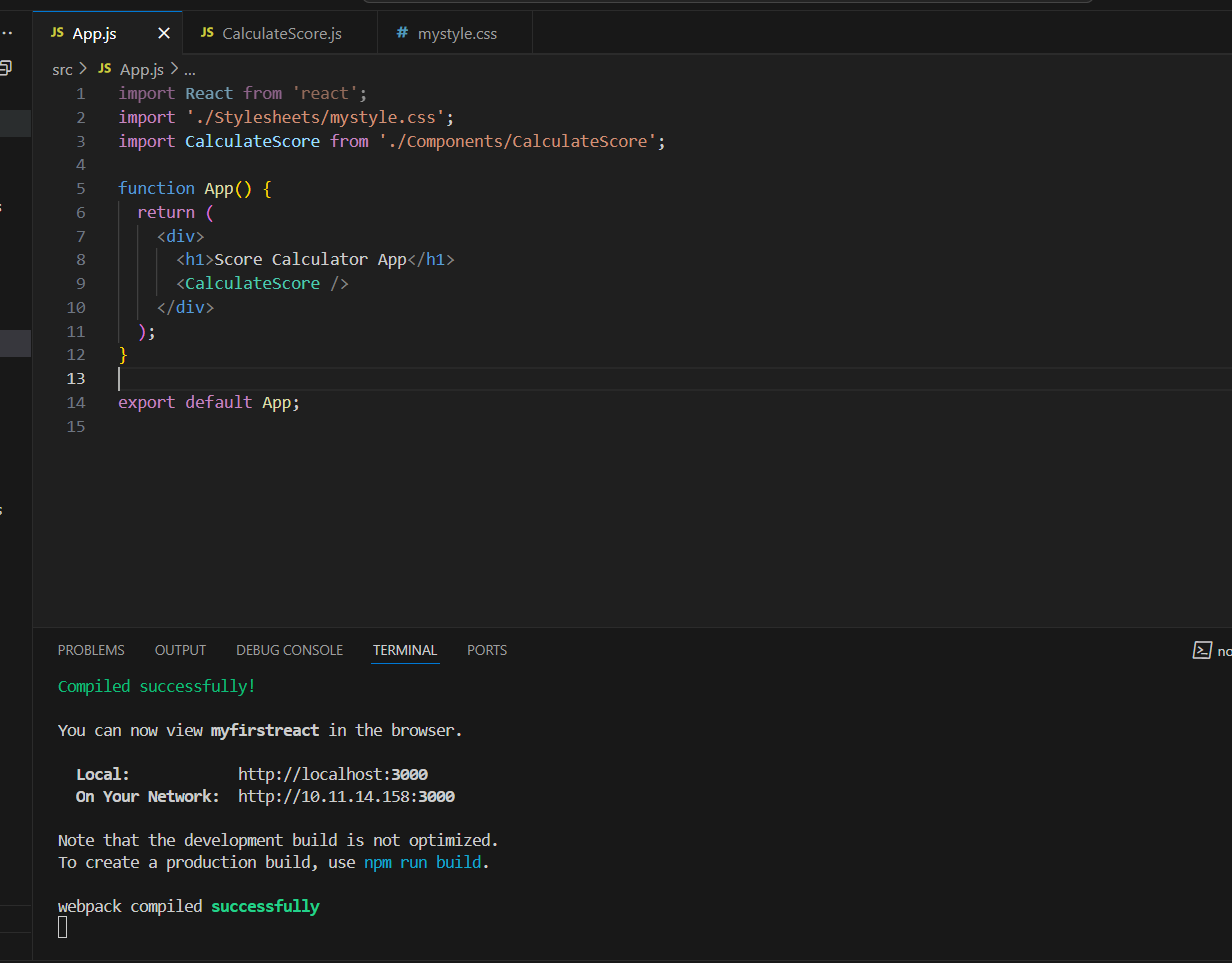 JS App.js × JS CalculateScore.js # mystyle.css
src > JS App.js > ...
1 import React from 'react';
2 import './Stylesheets/mystyle.css';
3 import CalculateScore from './Components/CalculateScore';
4
5 function App() {
6   return (
7     <div>
8       <h1>Score Calculator App</h1>
9       <CalculateScore />
10     </div>
11   );
12 }
13
14 export default App;
15
PROBLEMS OUTPUT DEBUG CONSOLE TERMINAL PORTS
Compiled successfully!
You can now view myfirstreact in the browser.
Local: http://localhost:3000
On Your Network: http://10.11.14.158:3000
Note that the development build is not optimized.
To create a production build, use npm run build.
webpack compiled successfully